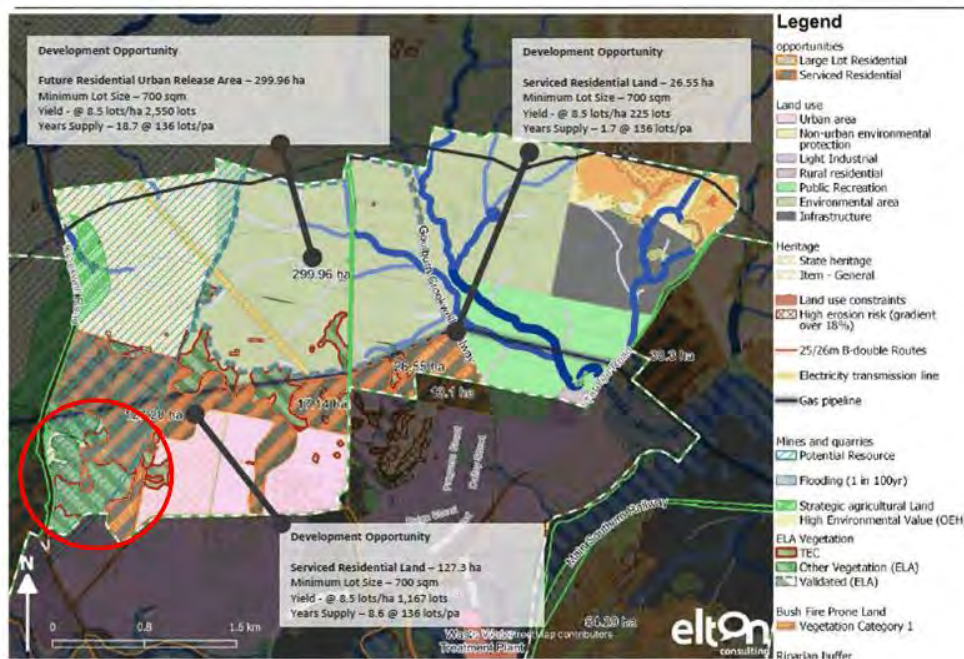 Development Opportunity
Future Residential Urban Release Area – 299.96 ha
Minimum Lot Size – 700 sqm
Yield - @ 8.5 lots/ha 2,550 lots
Years Supply – 18.7 @ 136 lots/pa
Development Opportunity
Serviced Residential Land – 26.55 ha
Minimum Lot Size – 700 sqm
Yield - @ 8.5 lots/ha 225 lots
Years Supply – 1.7 @ 136 lots/pa
299.96 ha
Goulburn Crookwell Railway
26.55 ha
13.1 ha
33.3 ha
Main Southern Railway
Development Opportunity
Serviced Residential Land – 127.3 ha
Minimum Lot Size – 700 sqm
Yield - @ 8.5 lots/ha 1,167 lots
Years Supply – 8.6 @ 136 lots/pa
N
0 0.8 1.6 km
Treatment Plant
contributors
elton
consulting
Legend
opportunities
Large Lot Residential
Serviced Residential
Land use
Urban area
Non-urban environmental
protection
Light Industrial
Rural residential
Public Recreation
Environmental area
Infrastructure
Heritage
State heritage
Item - General
Land use constraints
High erosion risk (gradient
over 18%)
25/26m B-double Routes
Electricity transmission line
Gas pipeline
Mines and quarries
Potential Resource
Flooding (1 in 100yr)
Strategic agricultural Land
High Environmental Value (OEH)
ELA Vegetation
TEC
Other Vegetation (ELA)
Validated (ELA)
Bush Fire Prone Land
Vegetation Category 1
Riparian buffer